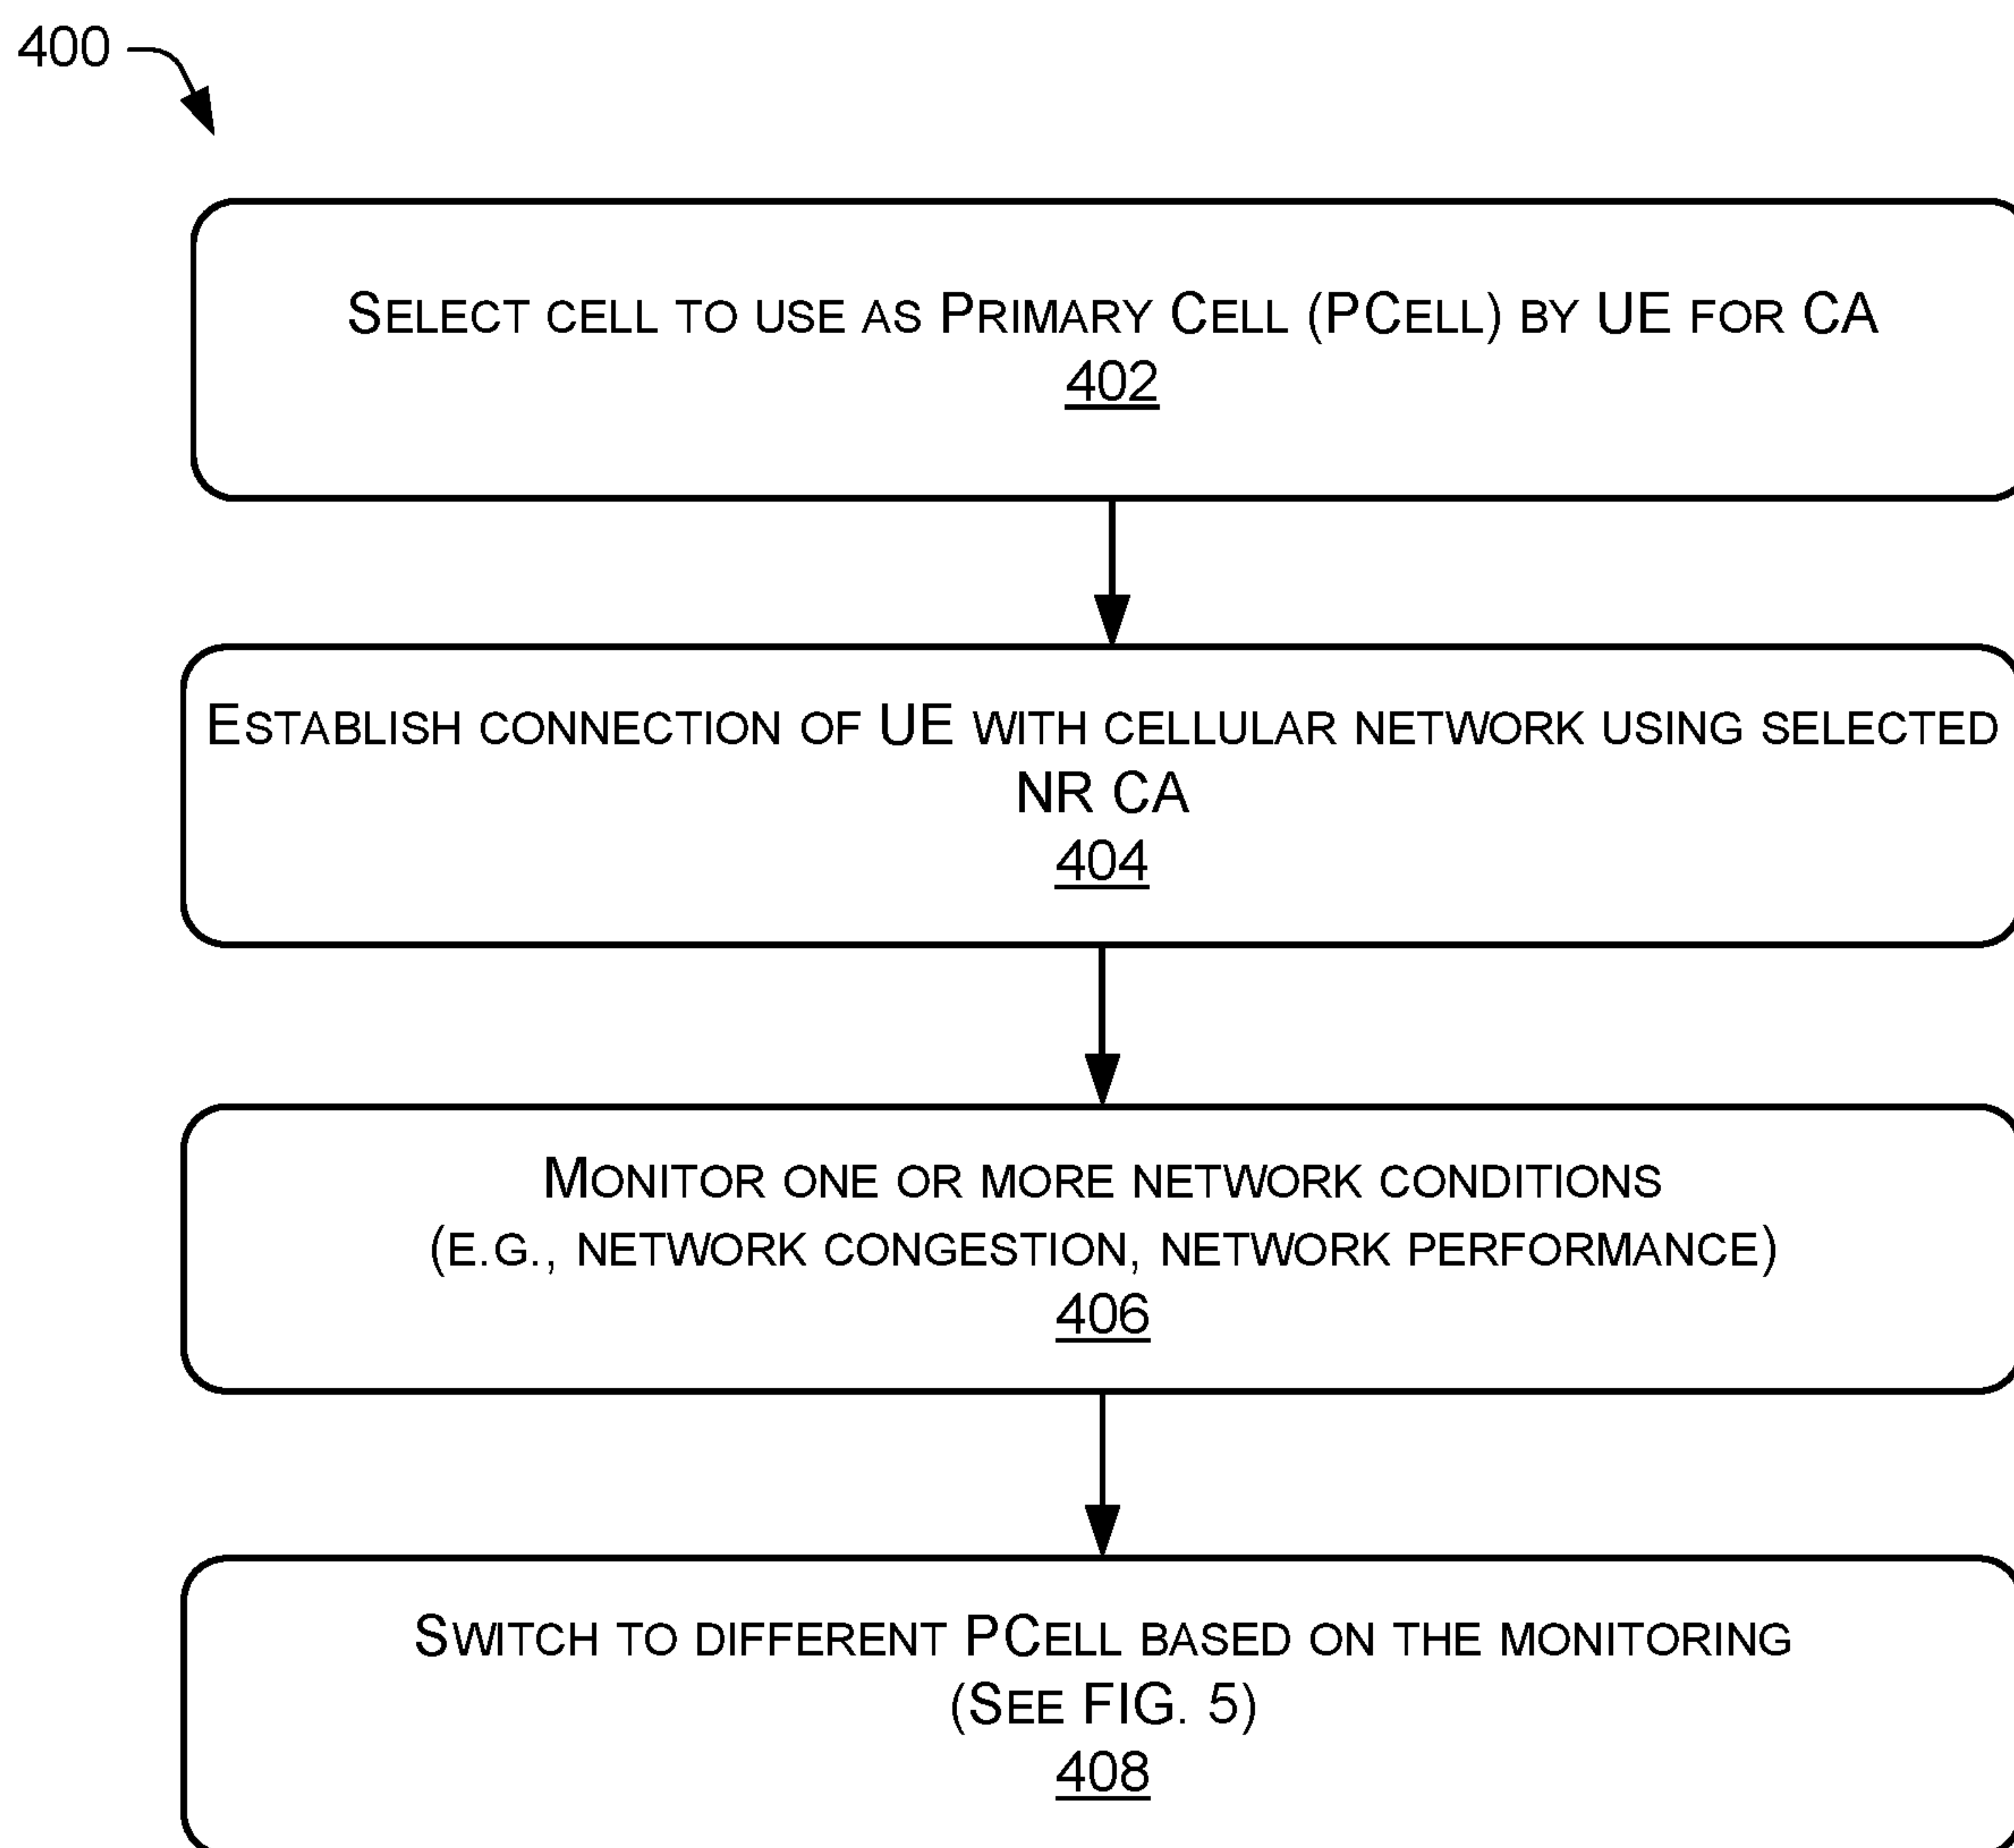 400
SELECT CELL TO USE AS PRIMARY CELL (PCELL) BY UE FOR CA
402
ESTABLISH CONNECTION OF UE WITH CELLULAR NETWORK USING SELECTED
NR CA
404
MONITOR ONE OR MORE NETWORK CONDITIONS
(E.G., NETWORK CONGESTION, NETWORK PERFORMANCE)
406
SWITCH TO DIFFERENT PCELL BASED ON THE MONITORING
(SEE FIG. 5)
408